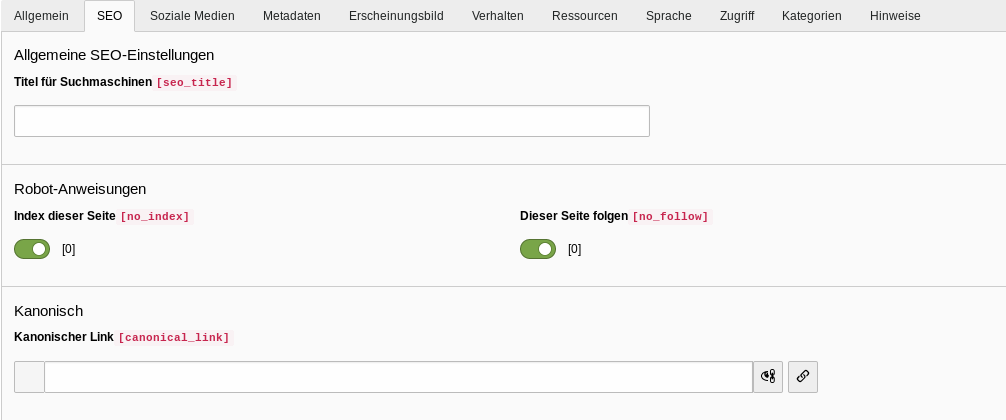 Allgemein SEO Soziale Medien Metadaten Erscheinungsbild Verhalten Ressourcen Sprache Zugriff Kategorien Hinweise
Allgemeine SEO-Einstellungen
Titel für Suchmaschinen [seo_title]
Robot-Anweisungen
Index dieser Seite [no_index] Dieser Seite folgen [no_follow]
[0] [0]
Kanonisch
Kanonischer Link [canonical_link]